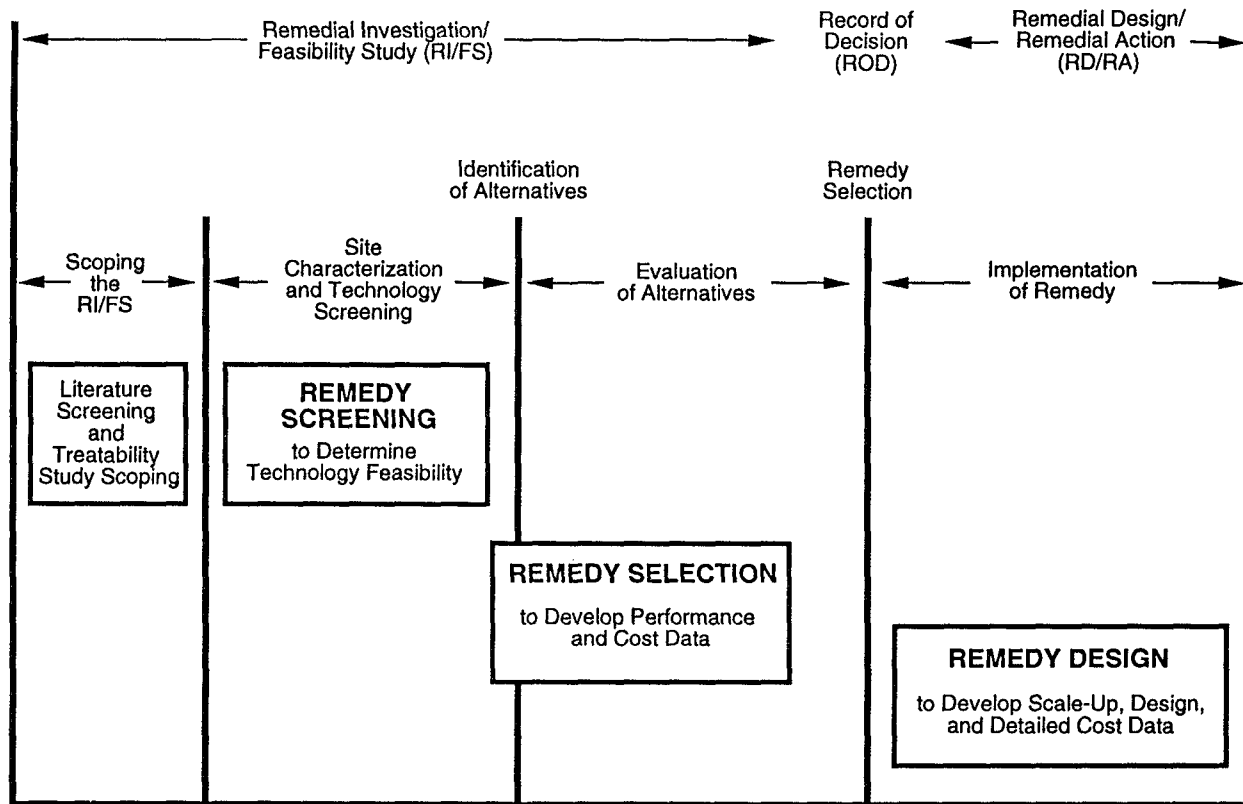 Remedial Investigation/
Feasibility Study (RI/FS)
Record of
Decision
(ROD)
Remedial Design/
Remedial Action
(RD/RA)
Identification
of Alternatives
Remedy
Selection
Scoping
the
RI/FS
Site
Characterization
and Technology
Screening
Evaluation
of Alternatives
Implementation
of Remedy
Literature
Screening
and
Treatability
Study Scoping
REMEDY
SCREENING
to Determine
Technology Feasibility
REMEDY SELECTION
to Develop Performance
and Cost Data
REMEDY DESIGN
to Develop Scale-Up, Design,
and Detailed Cost Data